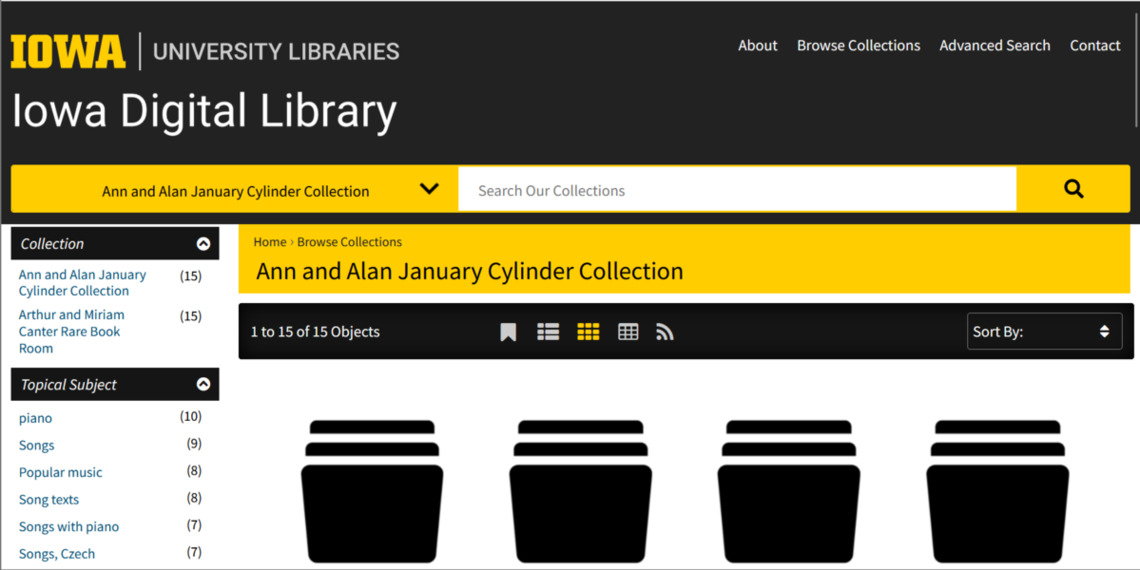 IOWA UNIVERSITY LIBRARIES
About Browse Collections Advanced Search Contact
Iowa Digital Library
Ann and Alan January Cylinder Collection
Search Our Collections
Collection
Ann and Alan January (15)
Cylinder Collection
Arthur and Miriam (15)
Canter Rare Book
Room
Topical Subject
piano (10)
Songs (9)
Popular music (8)
Song texts (8)
Songs with piano (7)
Songs, Czech (7)
Home › Browse Collections
Ann and Alan January Cylinder Collection
1 to 15 of 15 Objects
Sort By: